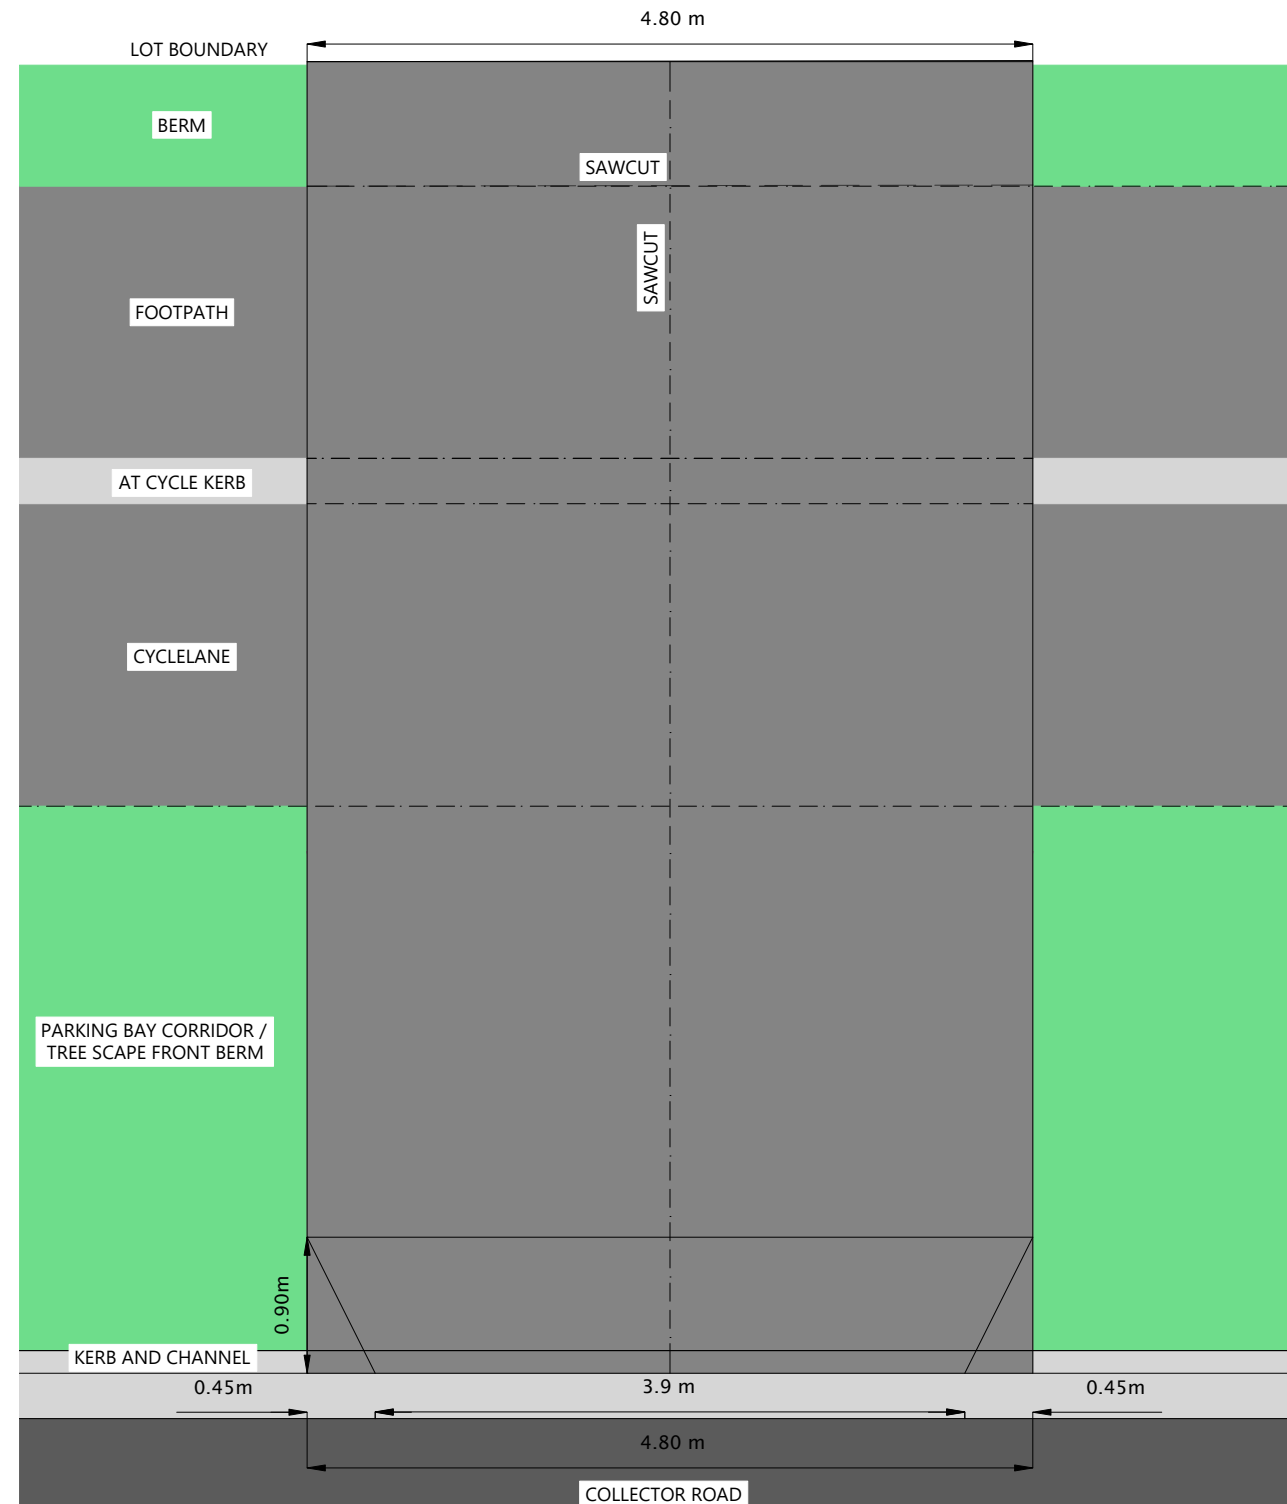 4.80 m
LOT BOUNDARY
BERM
SAWCUT
SAWCUT
FOOTPATH
AT CYCLE KERB
CYCLELANE
PARKING BAY CORRIDOR /
TREE SCAPE FRONT BERM
0.90m
KERB AND CHANNEL
0.45m
3.9 m
0.45m
4.80 m
COLLECTOR ROAD